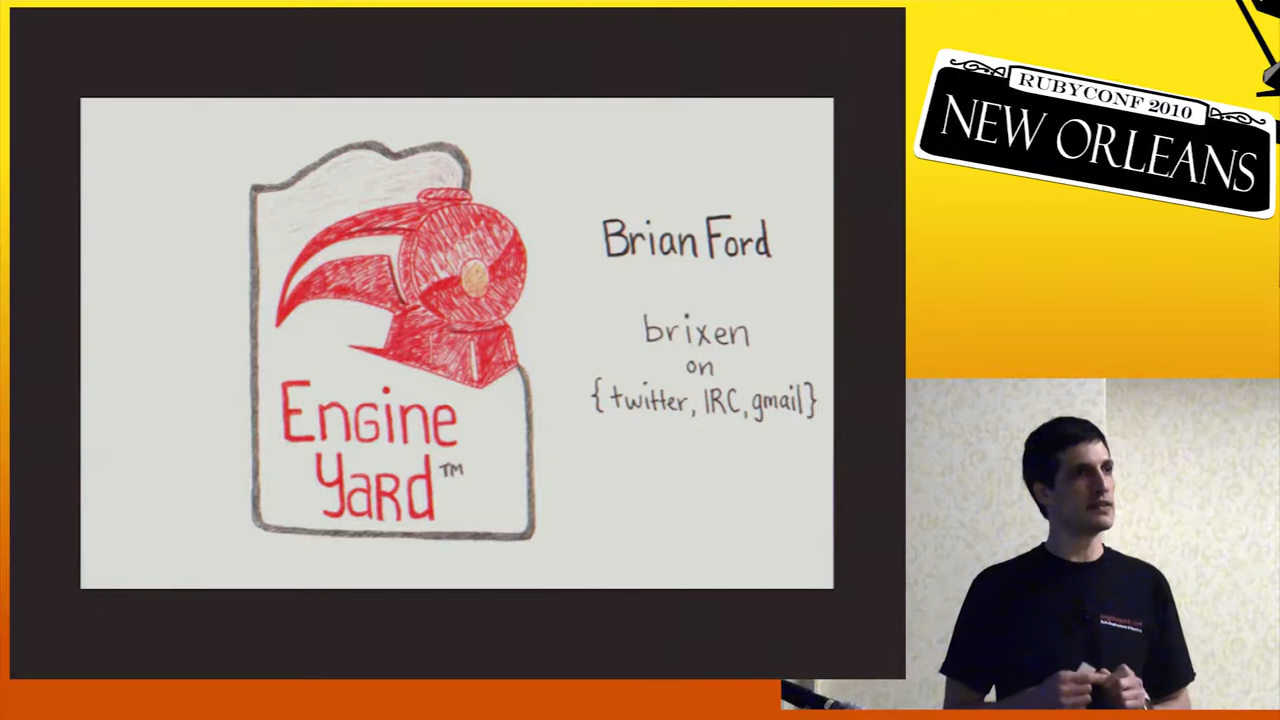 RUBYCONF 2010
NEW ORLEANS
Brian Ford
brixen
on
{twitter, IRC, gmail}
Engine
Yard™